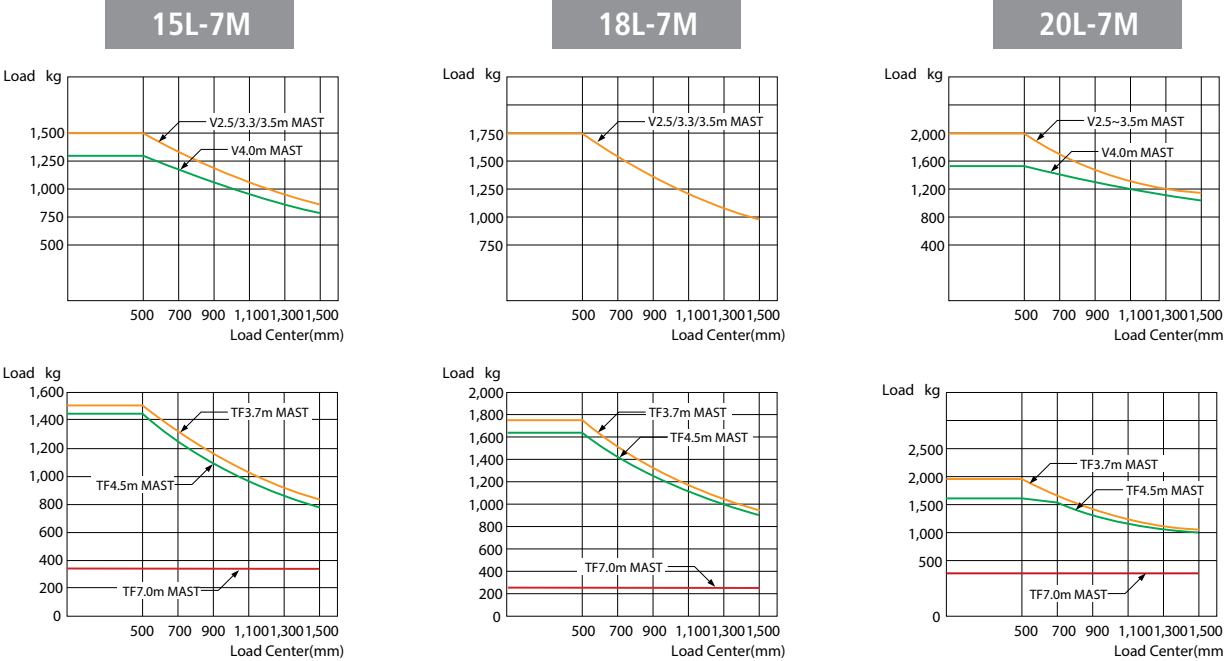 15L-7M
18L-7M
20L-7M
Load kg
1,500
1,250
1,000
750
500
V2.5/3.3/3.5m MAST
V4.0m MAST
500 700 900 1,100 1,300 1,500
Load Center(mm)
Load kg
1,750
1,500
1,250
1,000
750
V2.5/3.3/3.5m MAST
500 700 900 1,100 1,300 1,500
Load Center(mm)
Load kg
2,000
1,600
1,200
800
400
V2.5~3.5m MAST
V4.0m MAST
500 700 900 1,100 1,300 1,500
Load Center(mm
Load kg
1,600
1,400
1,200
1,000
800
600
400
200
0
TF3.7m MAST
TF4.5m MAST
TF7.0m MAST
500 700 900 1,100 1,300 1,500
Load Center(mm)
Load kg
2,000
1,800
1,600
1,400
1,200
1,000
800
600
400
200
0
TF3.7m MAST
TF4.5m MAST
TF7.0m MAST
500 700 900 1,100 1,300 1,500
Load Center(mm)
Load kg
2,500
2,000
1,500
1,000
500
0
TF3.7m MAST
TF4.5m MAST
TF7.0m MAST
500 700 900 1,100 1,300 1,500
Load Center(mm